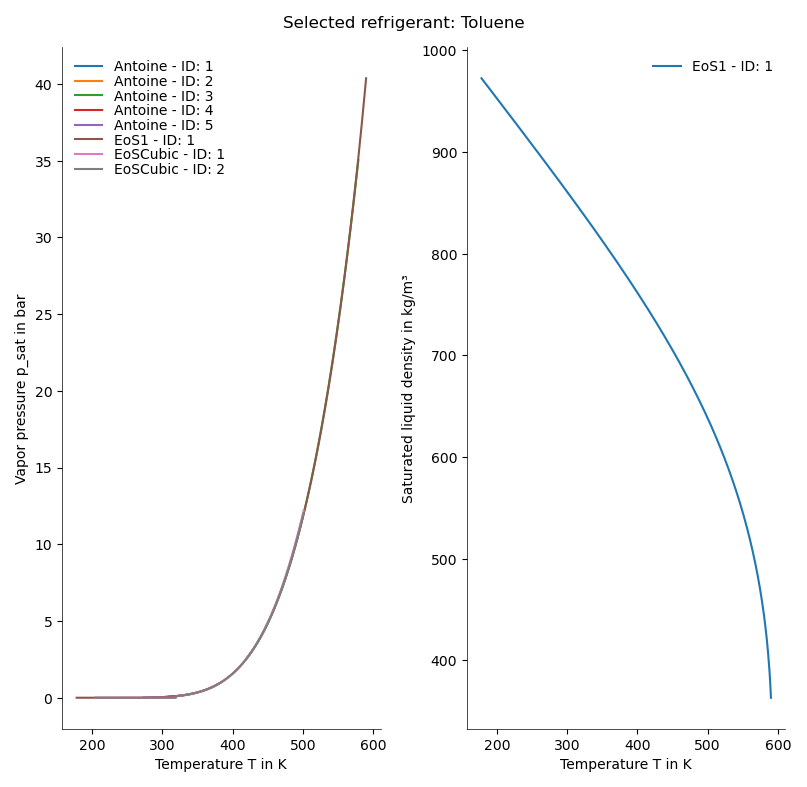 Selected refrigerant: Toluene
Antoine - ID: 1
Antoine - ID: 2
Antoine - ID: 3
Antoine - ID: 4
Antoine - ID: 5
EoS1 - ID: 1
EoSCubic - ID: 1
EoSCubic - ID: 2
40
35
30
25
20
15
10
5
0
Vapor pressure p_sat in bar
200
300
400
500
600
Temperature T in K
EoS1 - ID: 1
1000
900
800
700
600
500
400
Saturated liquid density in kg/m³
200
300
400
500
600
Temperature T in K